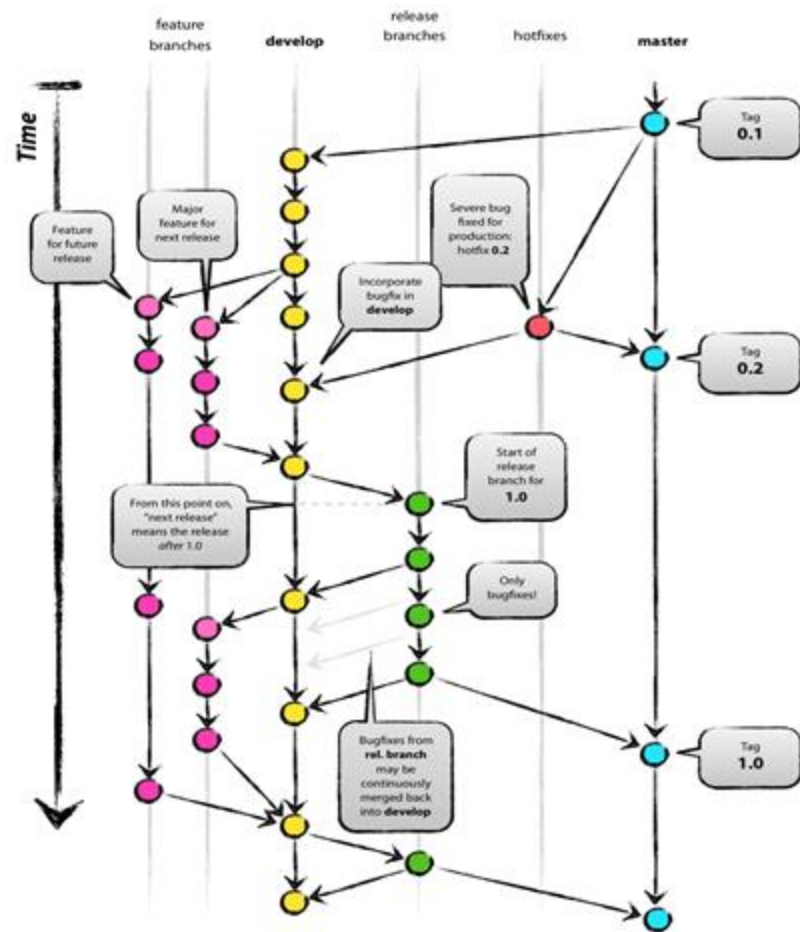 feature
branches
develop
release
branches
hotfixes
master
Time
Tag
0.1
Feature
for future
release
Major
feature for
next release
Severe bug
fixed for
production:
hotfix 0.2
Incorporate
bugfix in
develop
Tag
0.2
Start of
release
branch for
1.0
From this point on,
“next release”
means the release
after 1.0
Only
bugfixes!
Bugfixes from
rel. branch
may be
continuously
merged back
into develop
Tag
1.0